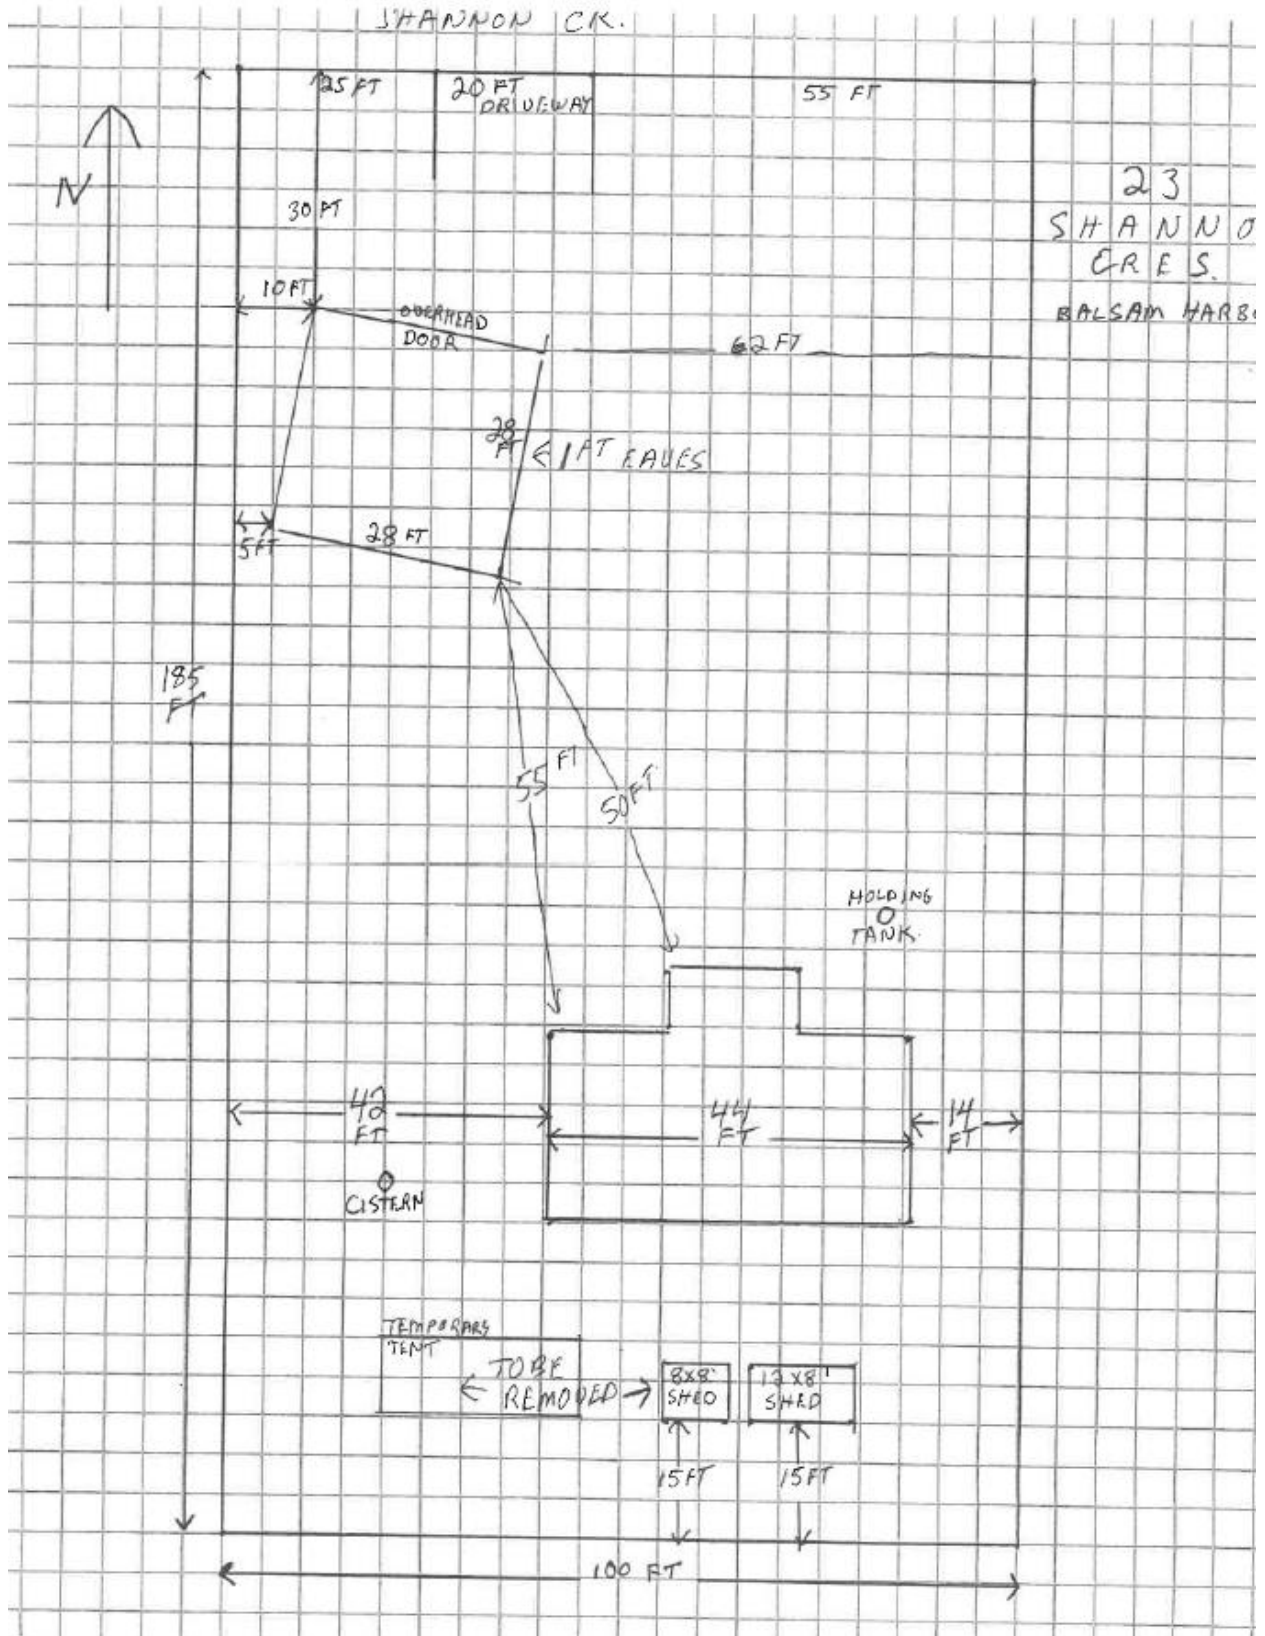 SHANNON CR.
25 FT
20 FT
DRIVEWAY
55 FT
N
23
SHANNO
CRES.
BALSAM HARB
30 FT
10 FT
OVERHEAD
DOOR
62 FT
28
FT
← 1 FT EAVES
5 FT
28 FT
185
FT
55 FT
50 FT
HOLDING
TANK
42
FT
44
FT
14
FT
CISTERN
TEMPORARY
TENT
← TO BE
REMOVED →
8X8'
SHED
12X8'
SHED
15 FT
15 FT
100 FT